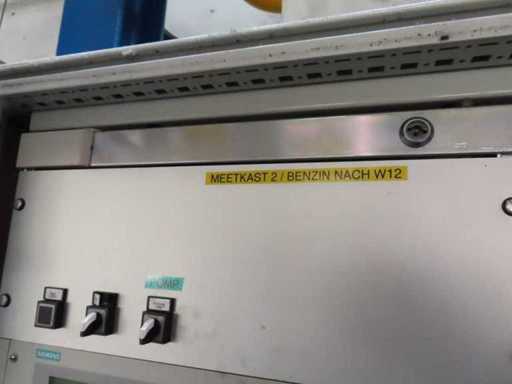 MEETKAST 2 / BENZIN NACH W12
POMP
SIEMENS